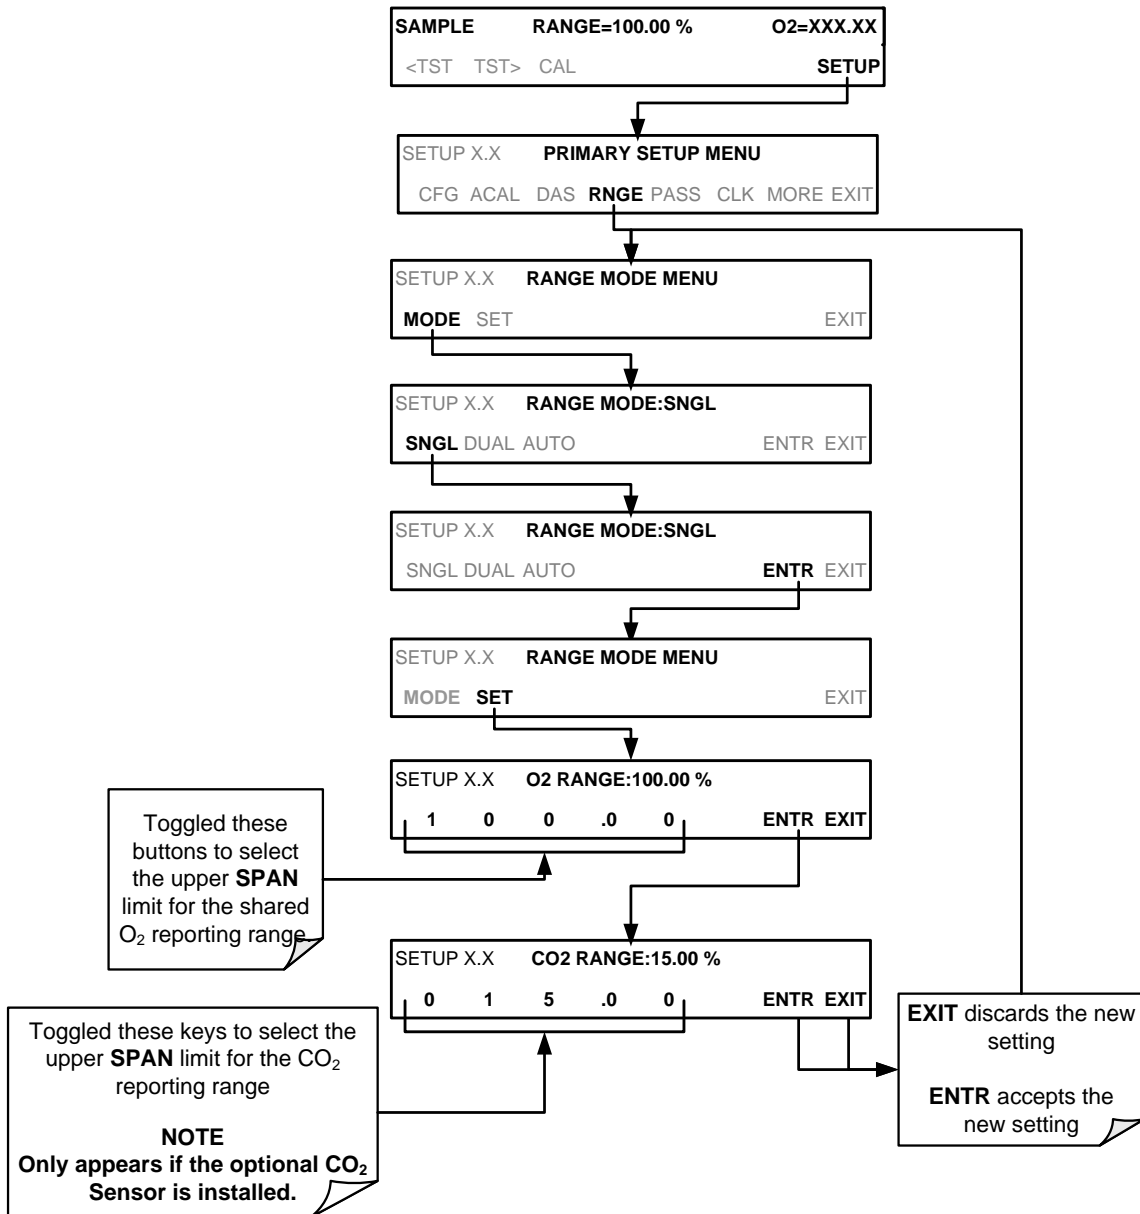 SAMPLE RANGE=100.00 % O2=XXX.XX
<TST TST> CAL SETUP
SETUP X.X PRIMARY SETUP MENU
CFG ACAL DAS RNGE PASS CLK MORE EXIT
SETUP X.X RANGE MODE MENU
MODE SET EXIT
SETUP X.X RANGE MODE:SNGL
SNGL DUAL AUTO ENTR EXIT
SETUP X.X RANGE MODE:SNGL
SNGL DUAL AUTO ENTR EXIT
SETUP X.X RANGE MODE MENU
MODE SET EXIT
SETUP X.X O2 RANGE:100.00 %
1 0 0 .0 0 ENTR EXIT
Toggled these
buttons to select
the upper SPAN
limit for the shared
O₂ reporting range.
SETUP X.X CO2 RANGE:15.00 %
0 1 5 .0 0 ENTR EXIT
Toggled these keys to select the
upper SPAN limit for the CO₂
reporting range
NOTE
Only appears if the optional CO₂
Sensor is installed.
EXIT discards the new
setting
ENTR accepts the
new setting